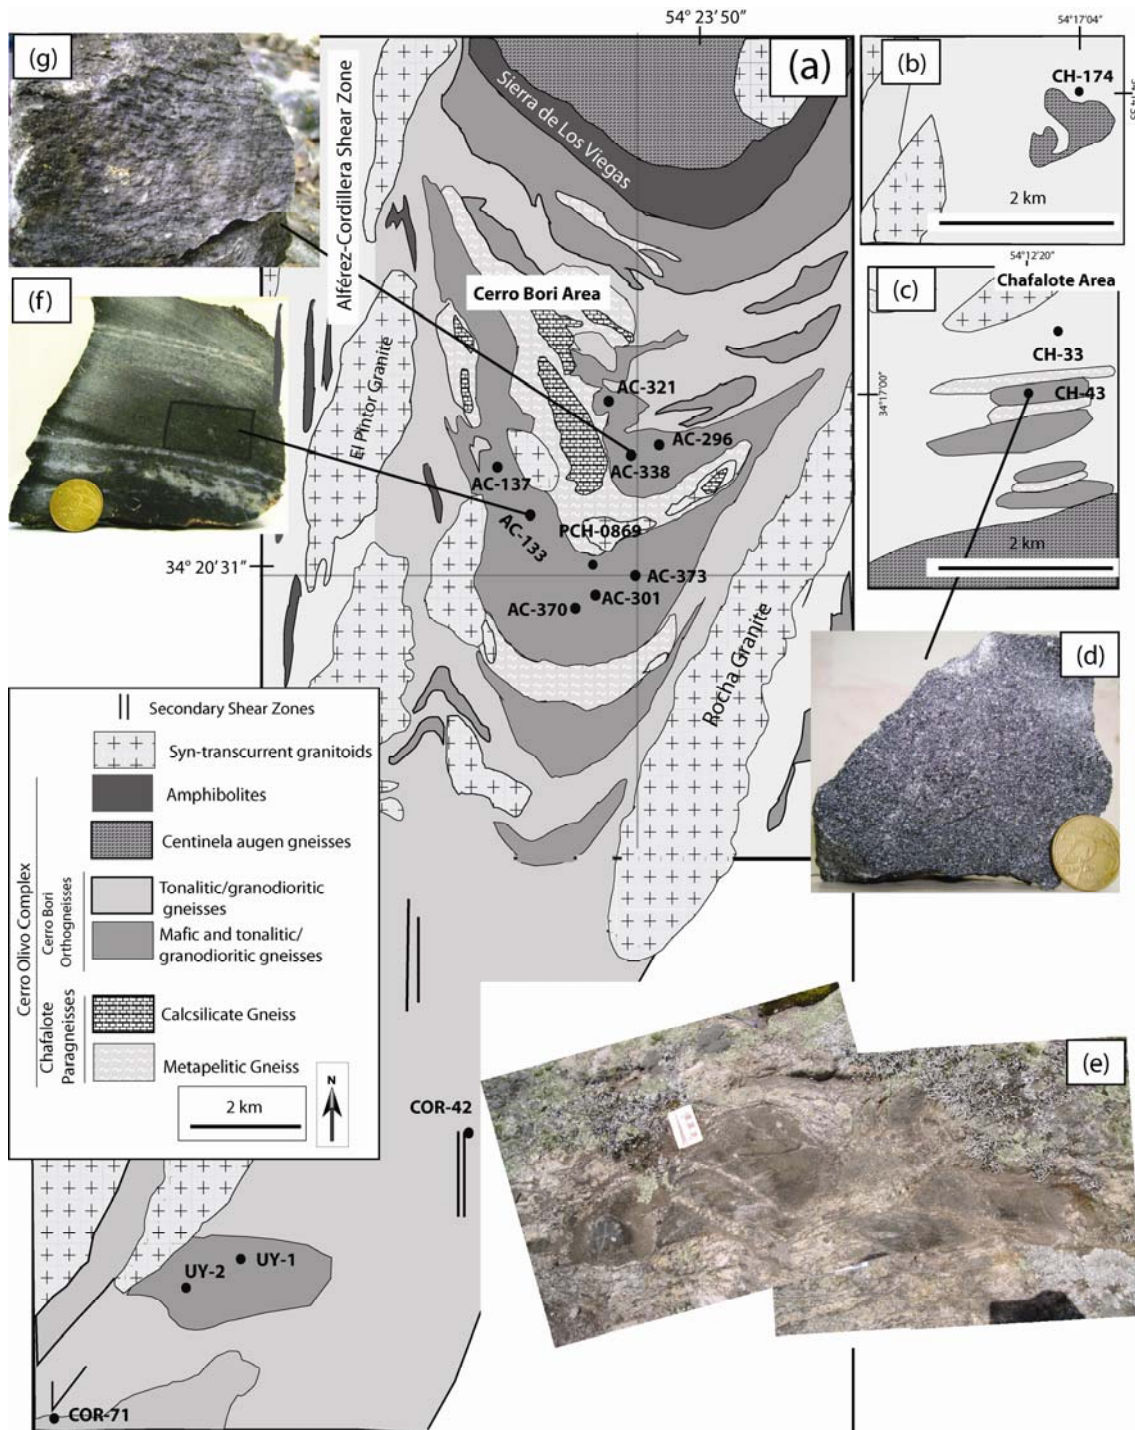 54° 23'50"
54°17'04"
(g)
(a)
(b)
CH-174
34°14'33
2 km
Alférez-Cordillera Shear Zone
Sierra de Los Viegas
54°12'20"
(f)
(c)
Chafalote Area
CH-33
CH-43
34°17'00"
2 km
Cerro Bori Area
El Pintor Granite
AC-321
AC-296
AC-338
AC-137
AC-133
PCH-0869
34° 20'31"
AC-373
AC-301
AC-370
Rocha Granite
(d)
25
Secondary Shear Zones
Syn-transcurrent granitoids
Amphibolites
Centinela augen gneisses
Tonalitic/granodioritic
gneisses
Mafic and tonalitic/
granodioritic gneisses
Calcsilicate Gneiss
Metapelitic Gneiss
Cerro Olivo Complex
Cerro Bori
Orthogneisses
Chafalote
Paragneisses
2 km
N
(e)
COR-42
UY-1
UY-2
COR-71